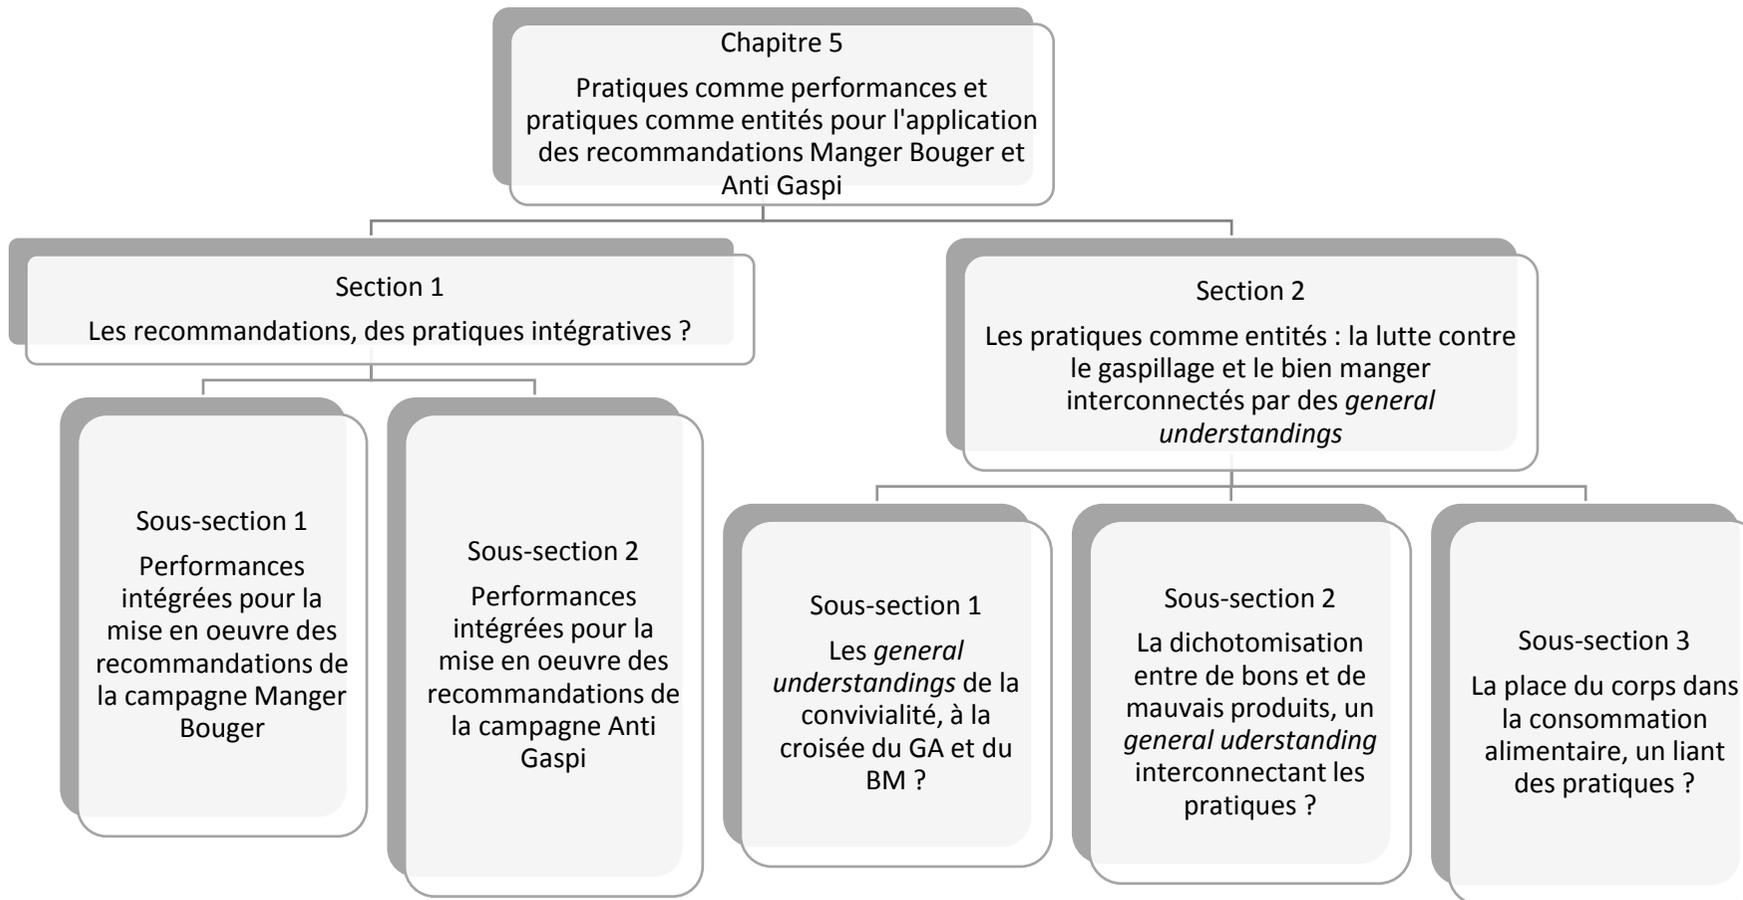 Chapitre 5
Pratiques comme performances et
pratiques comme entités pour l'application
des recommandations Manger Bouger et
Anti Gaspi
Section 1
Les recommandations, des pratiques intégratives ?
Sous-section 1
Performances
intégrées pour la
mise en oeuvre des
recommandations de
la campagne Manger
Bouger
Sous-section 2
Performances
intégrées pour la
mise en oeuvre des
recommandations de
la campagne Anti
Gaspi
Section 2
Les pratiques comme entités : la lutte contre
le gaspillage et le bien manger
interconnectés par des general
understandings
Sous-section 1
Les general
understandings de la
convivialité, à la
croisée du GA et du
BM ?
Sous-section 2
La dichotomisation
entre de bons et de
mauvais produits, un
general uderstanding
interconnectant les
pratiques ?
Sous-section 3
La place du corps dans
la consommation
alimentaire, un liant
des pratiques ?